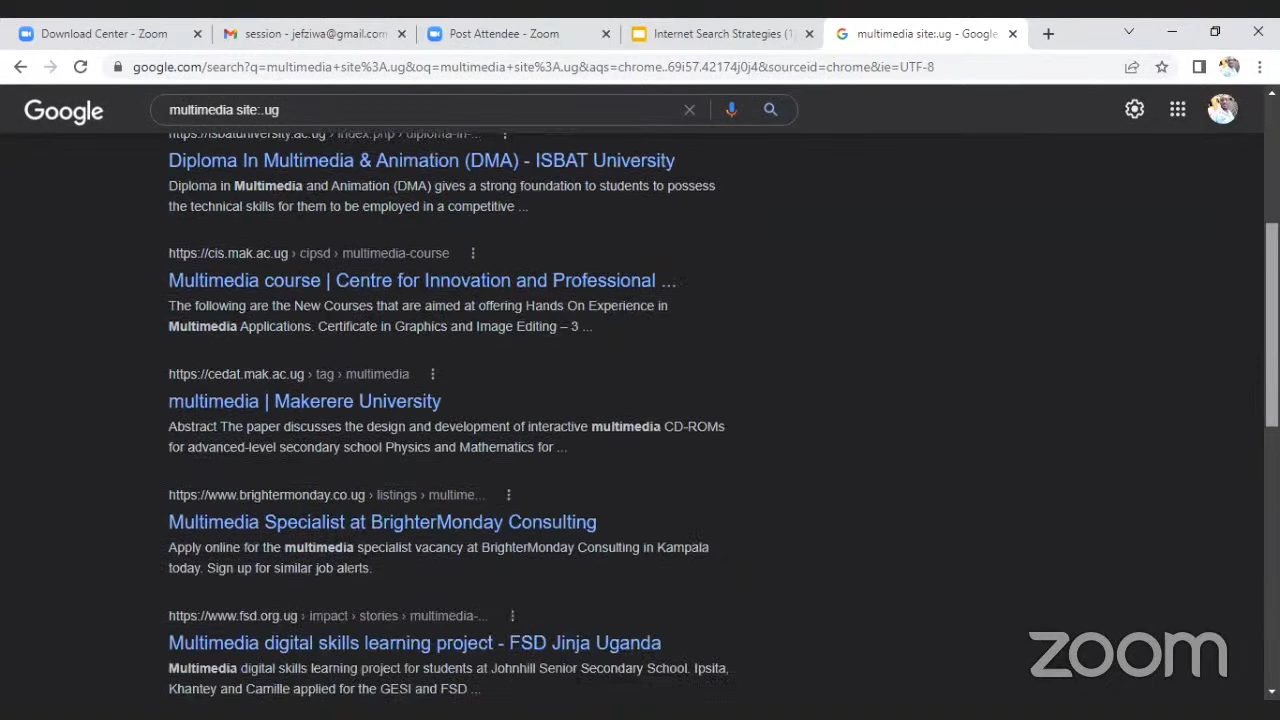 Download Center - Zoom
session - jefziwa@gmail.com
Post Attendee - Zoom
Internet Search Strategies (1
multimedia site:.ug - Google
google.com/search?q=multimedia+site%3A.ug&oq=multimedia+site%3A.ug&aqs=chrome..69i57.42174j0j4&sourceid=chrome&ie=UTF-8
Google
multimedia site:.ug
https://isbatuniversity.ac.ug › index.php › diploma-in-...
Diploma In Multimedia & Animation (DMA) - ISBAT University
Diploma in Multimedia and Animation (DMA) gives a strong foundation to students to possess
the technical skills for them to be employed in a competitive ...
https://cis.mak.ac.ug › cipsd › multimedia-course
Multimedia course | Centre for Innovation and Professional ...
The following are the New Courses that are aimed at offering Hands On Experience in
Multimedia Applications. Certificate in Graphics and Image Editing – 3 ...
https://cedat.mak.ac.ug › tag › multimedia
multimedia | Makerere University
Abstract The paper discusses the design and development of interactive multimedia CD-ROMs
for advanced-level secondary school Physics and Mathematics for ...
https://www.brightermonday.co.ug › listings › multime...
Multimedia Specialist at BrighterMonday Consulting
Apply online for the multimedia specialist vacancy at BrighterMonday Consulting in Kampala
today. Sign up for similar job alerts.
https://www.fsd.org.ug › impact › stories › multimedia-...
Multimedia digital skills learning project - FSD Jinja Uganda
Multimedia digital skills learning project for students at Johnhill Senior Secondary School. Ipsita,
Khantey and Camille applied for the GESI and FSD ...
zoom